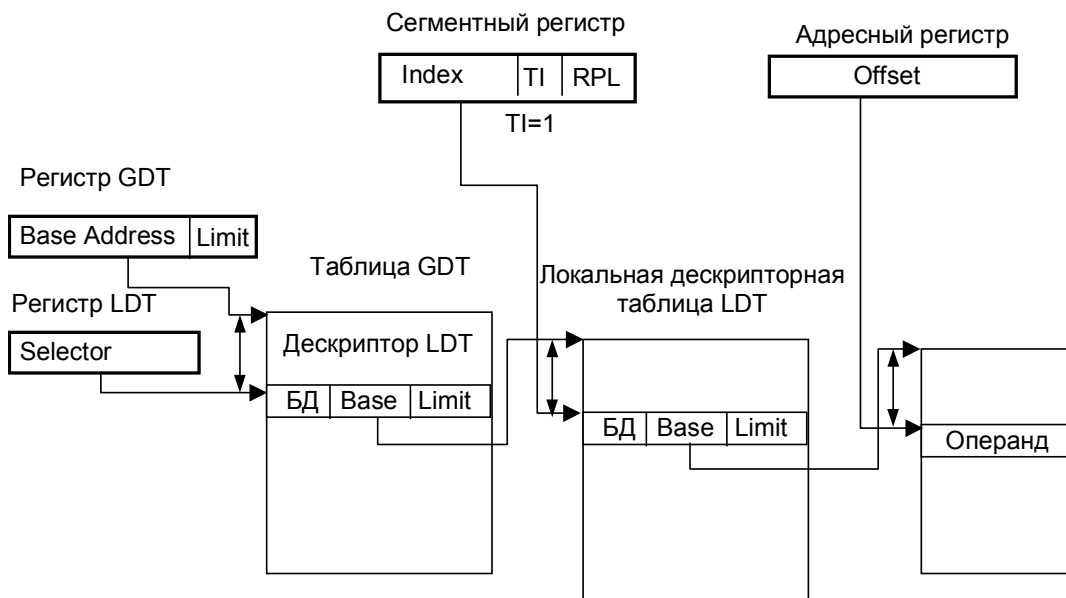 Сегментный регистр
Адресный регистр
Index TI RPL
Offset
TI=1
Регистр GDT
Base Address Limit
Таблица GDT
Локальная дескрипторная
таблица LDT
Регистр LDT
Selector
Дескриптор LDT
БД Base Limit
БД Base Limit
Операнд